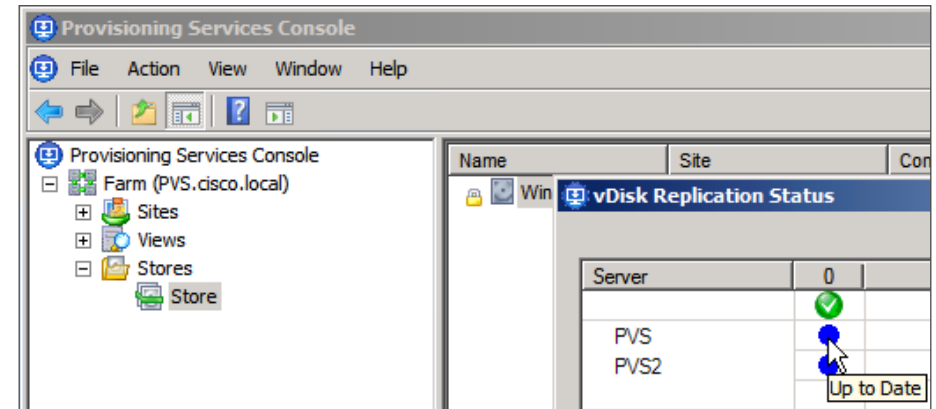 Provisioning Services Console
File Action View Window Help
Provisioning Services Console
Farm (PVS.cisco.local)
Sites
Views
Stores
Store
Name Site Con
Win
vDisk Replication Status
Server 0
PVS
PVS2
Up to Date